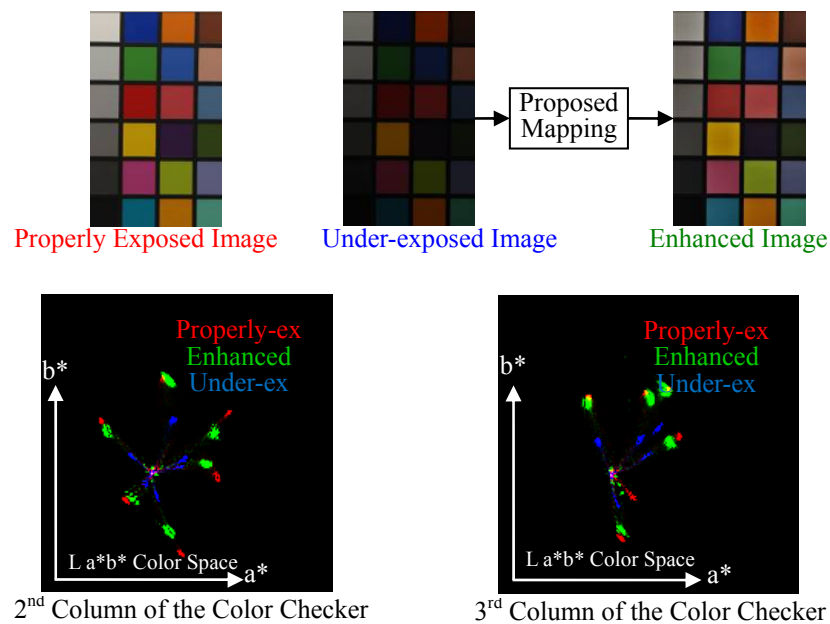 Proposed
Mapping
Properly Exposed Image
Under-exposed Image
Enhanced Image
Properly-ex
Enhanced
Under-ex
b*
L a*b* Color Space
a*
2nd Column of the Color Checker
Properly-ex
Enhanced
Under-ex
b*
L a*b* Color Space
a*
3rd Column of the Color Checker